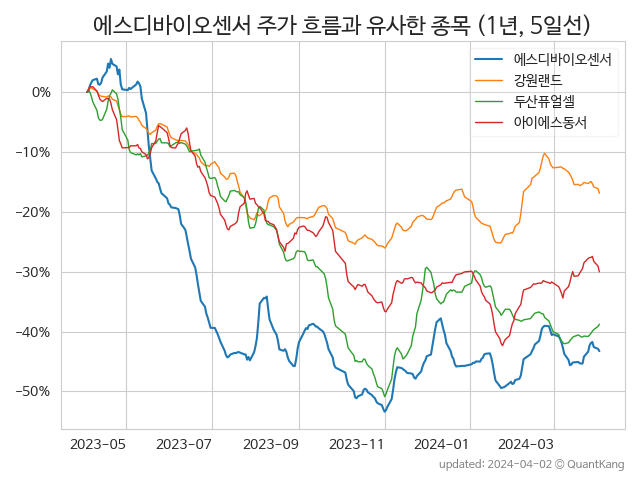 에스디바이오센서 주가 흐름과 유사한 종목 (1년, 5일선)
에스디바이오센서
강원랜드
두산퓨얼셀
아이에스동서
0%
−10%
−20%
−30%
−40%
−50%
2023-05 2023-07 2023-09 2023-11 2024-01 2024-03
updated: 2024-04-02 © QuantKang